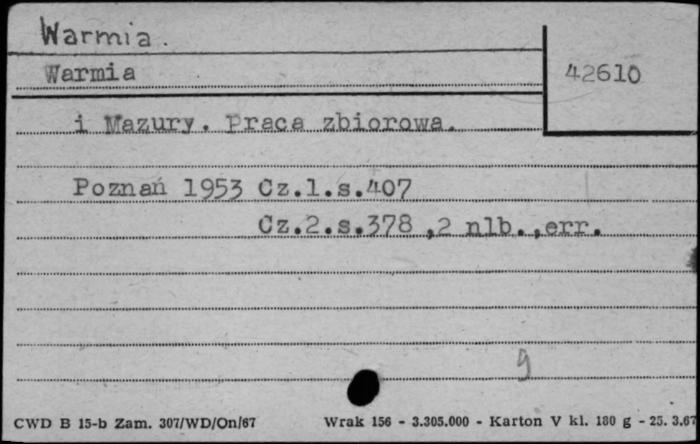 Warmia.
Warmia
42610
i Mazury. Praca zbiorowa.
Poznań 1953 Cz.1.s.407
Cz.2.s.378 ,2 nlb.,err.
9
CWD B 15-b Zam. 307/WD/On/67 Wrak 156 - 3.305.000 - Karton V kl. 180 g - 25. 3.67